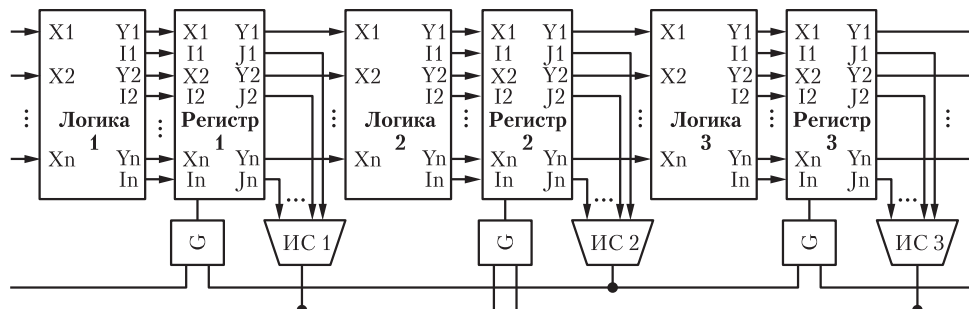 X1 Y1 X1 Y1 X1 Y1 X1 Y1 X1 Y1 X1 Y1
I1 I1 J1 I1 I1 J1 I1 I1 J1
X2 Y2 X2 Y2 X2 Y2 X2 Y2 X2 Y2 X2 Y2
I2 I2 J2 I2 I2 J2 I2 I2 J2
Логика Регистр Логика Регистр Логика Регистр
1 1 2 2 3 3
Xn Yn Xn Yn Xn Yn Xn Yn Xn Yn Xn Yn
In In Jn In In Jn In In Jn
... ... ...
G ИС 1 G ИС 2 G ИС 3